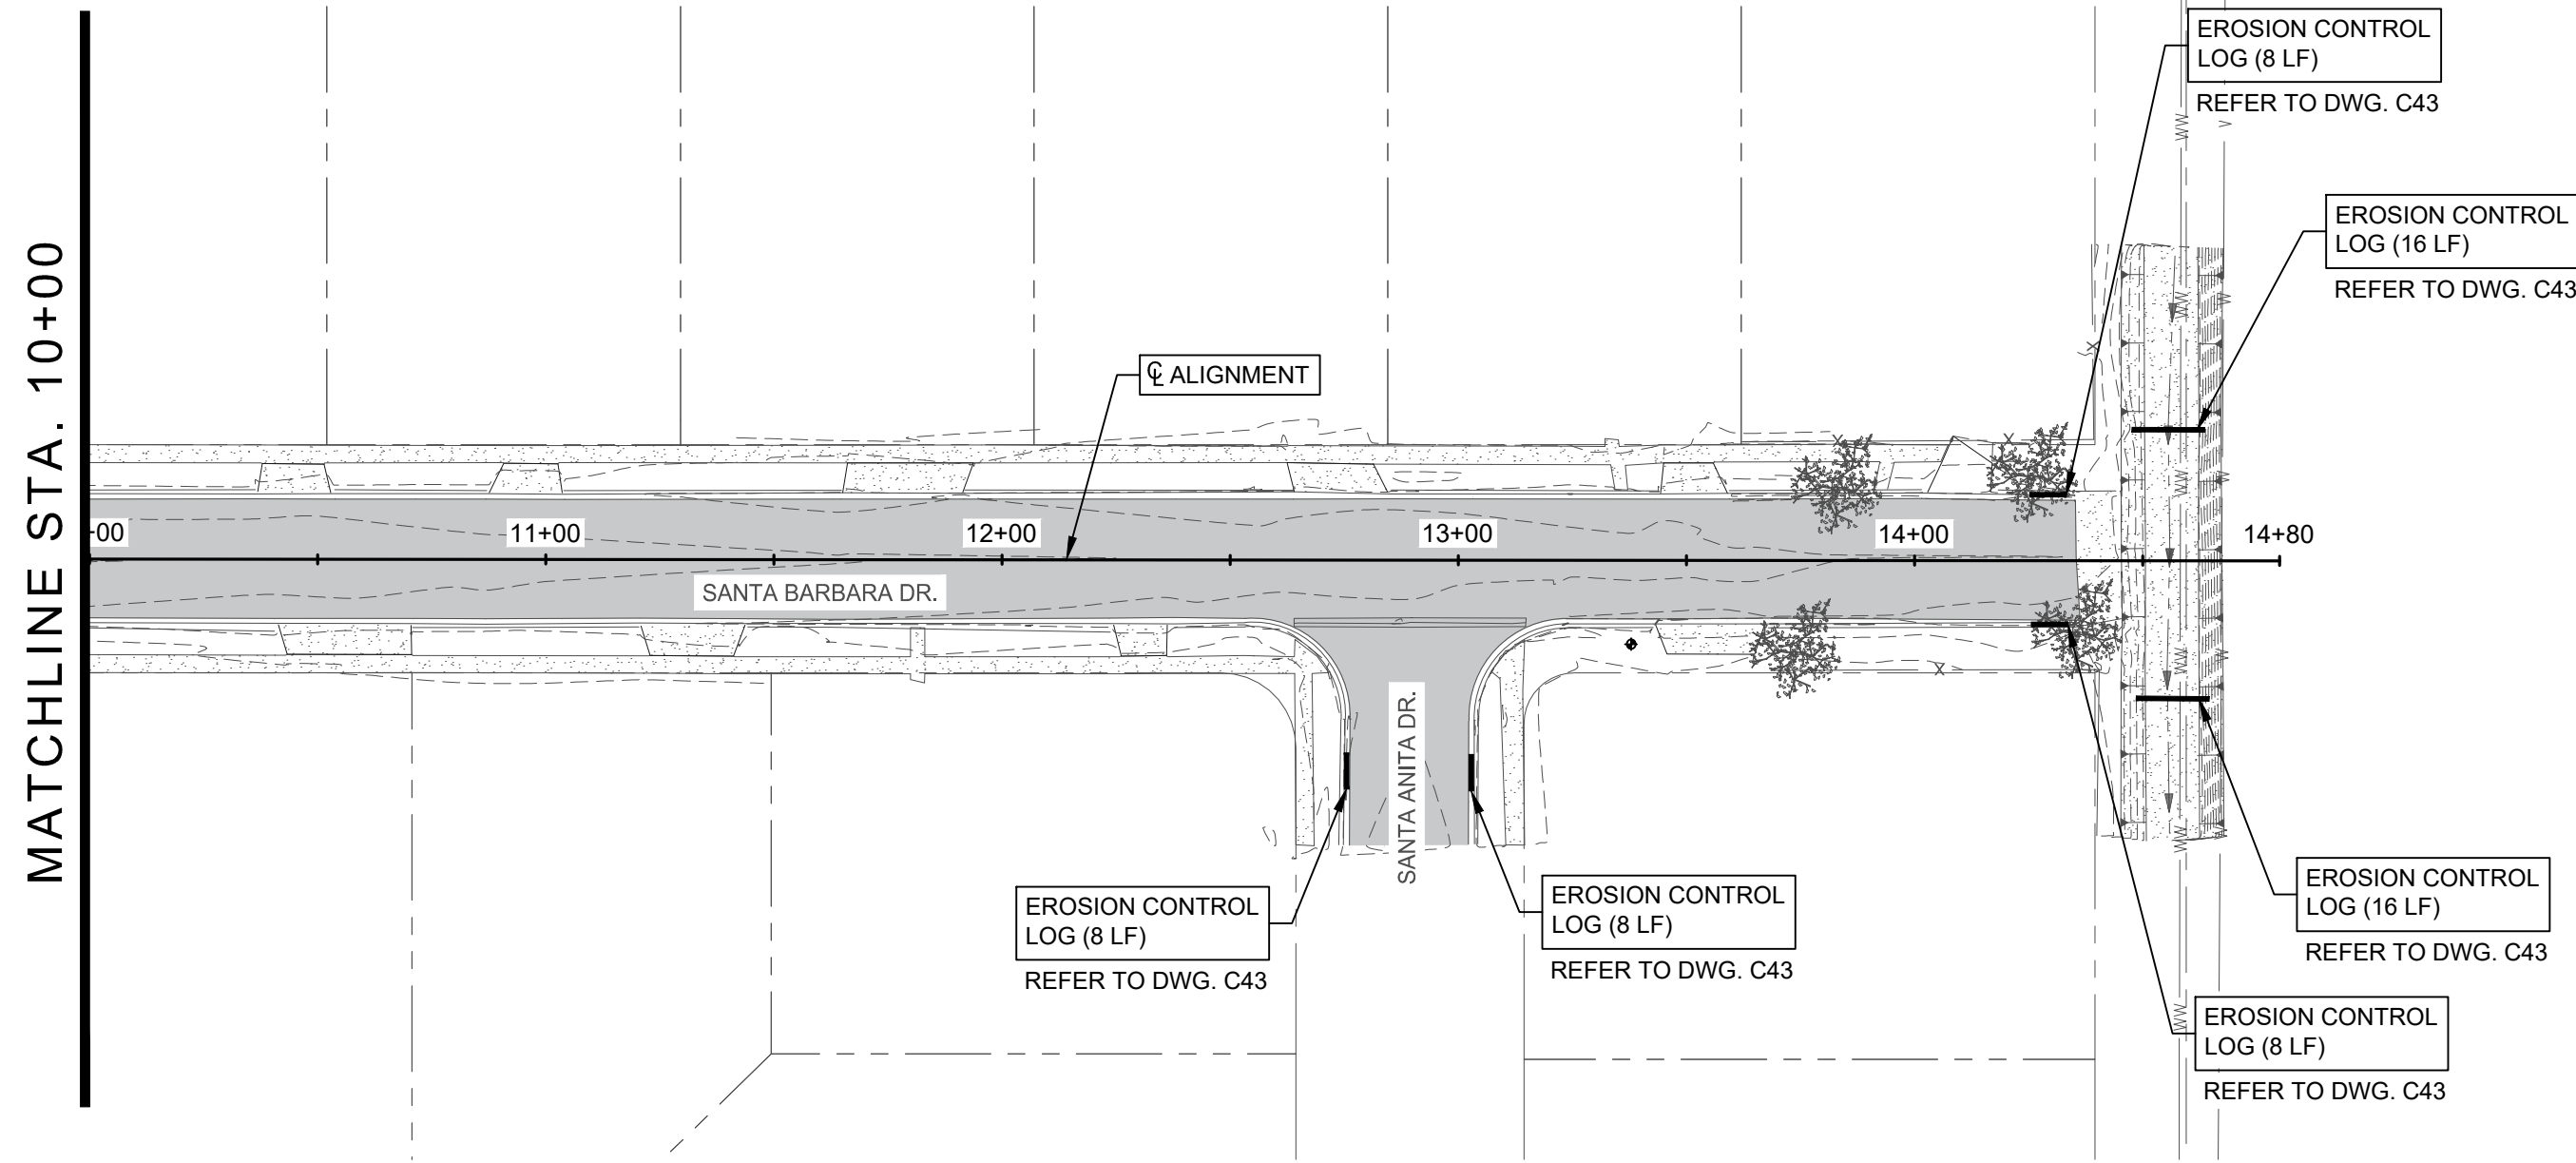 EROSION CONTROL
LOG (8 LF)
REFER TO DWG. C43
EROSION CONTROL
LOG (16 LF)
REFER TO DWG. C43
MATCHLINE STA. 10+00
℄ ALIGNMENT
+00
11+00
12+00
13+00
14+00
14+80
SANTA BARBARA DR.
SANTA ANITA DR.
EROSION CONTROL
LOG (8 LF)
REFER TO DWG. C43
EROSION CONTROL
LOG (8 LF)
REFER TO DWG. C43
EROSION CONTROL
LOG (16 LF)
REFER TO DWG. C43
EROSION CONTROL
LOG (8 LF)
REFER TO DWG. C43